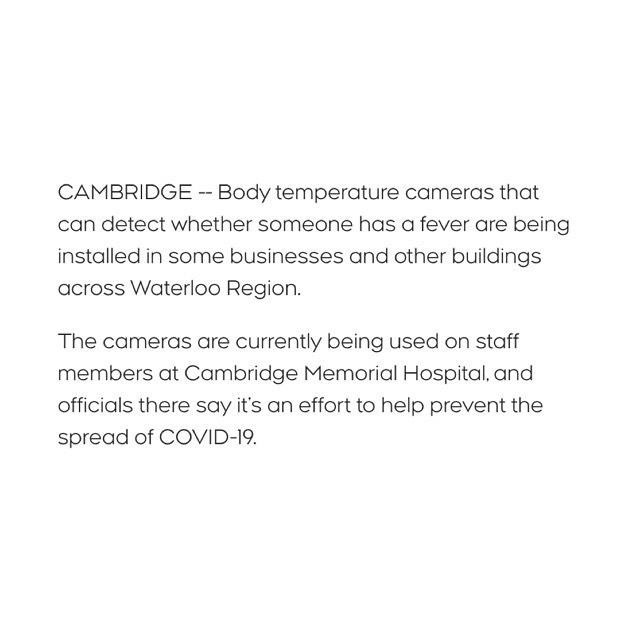 CAMBRIDGE -- Body temperature cameras that
can detect whether someone has a fever are being
installed in some businesses and other buildings
across Waterloo Region.
The cameras are currently being used on staff
members at Cambridge Memorial Hospital, and
officials there say it's an effort to help prevent the
spread of COVID-19.